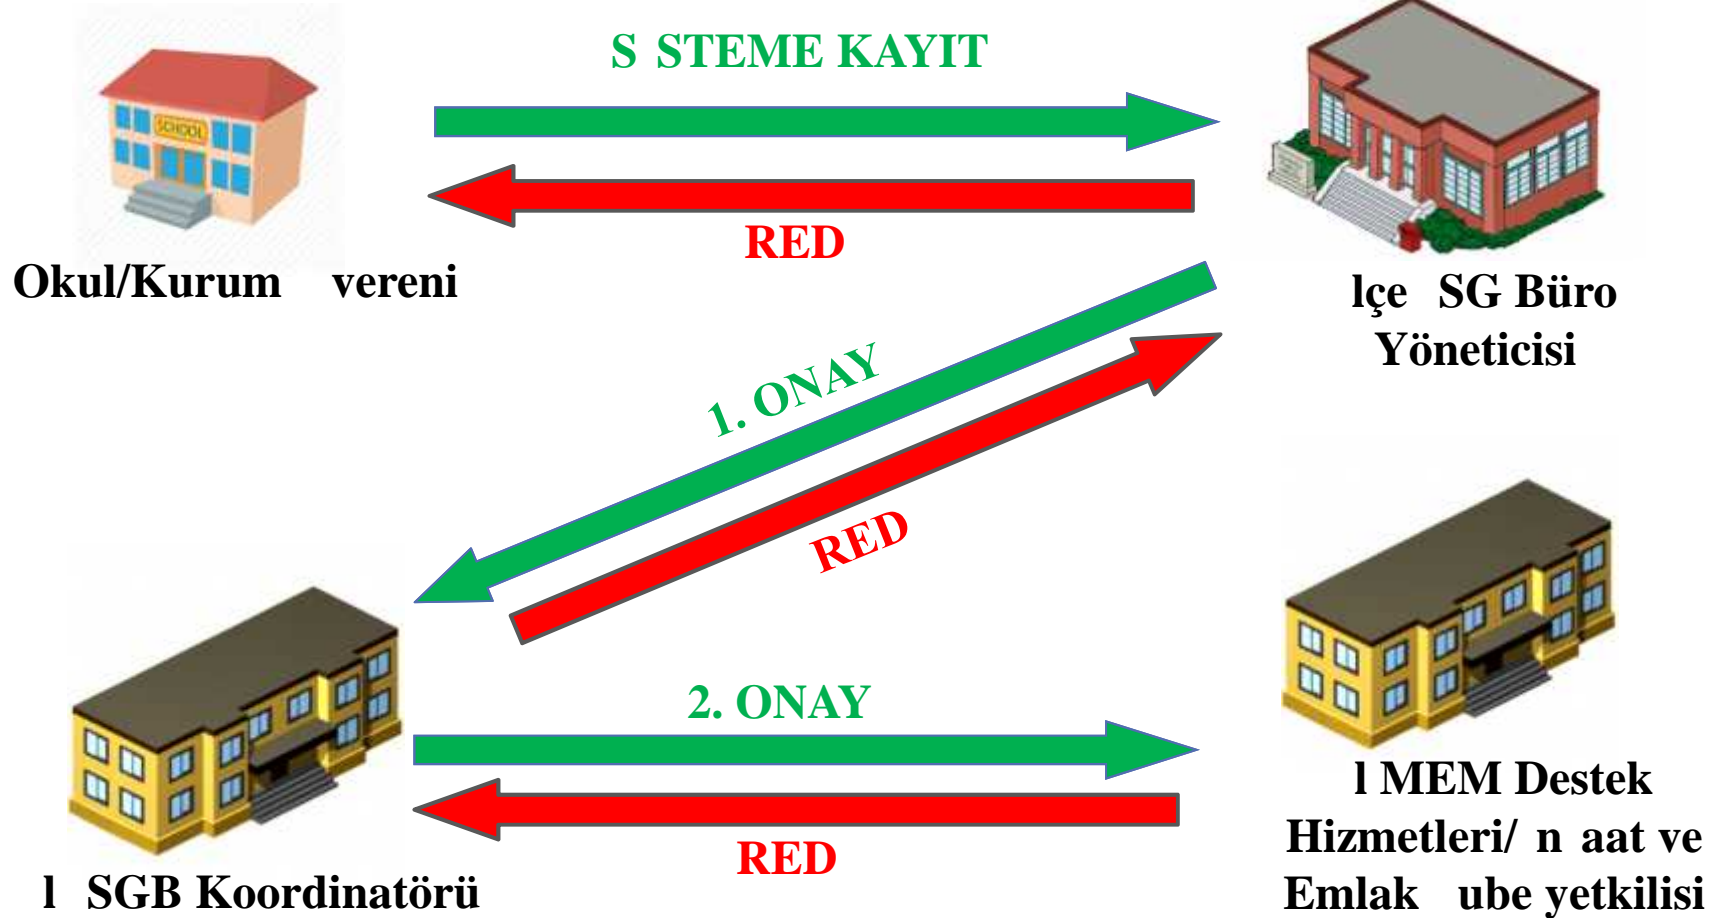 S STEME KAYIT
SCHOOL
RED
Okul/Kurum vereni
lçe SG Büro
Yöneticisi
1. ONAY
RED
2. ONAY
RED
l SGB Koordinatörü
l MEM Destek
Hizmetleri/ n aat ve
Emlak ube yetkilisi